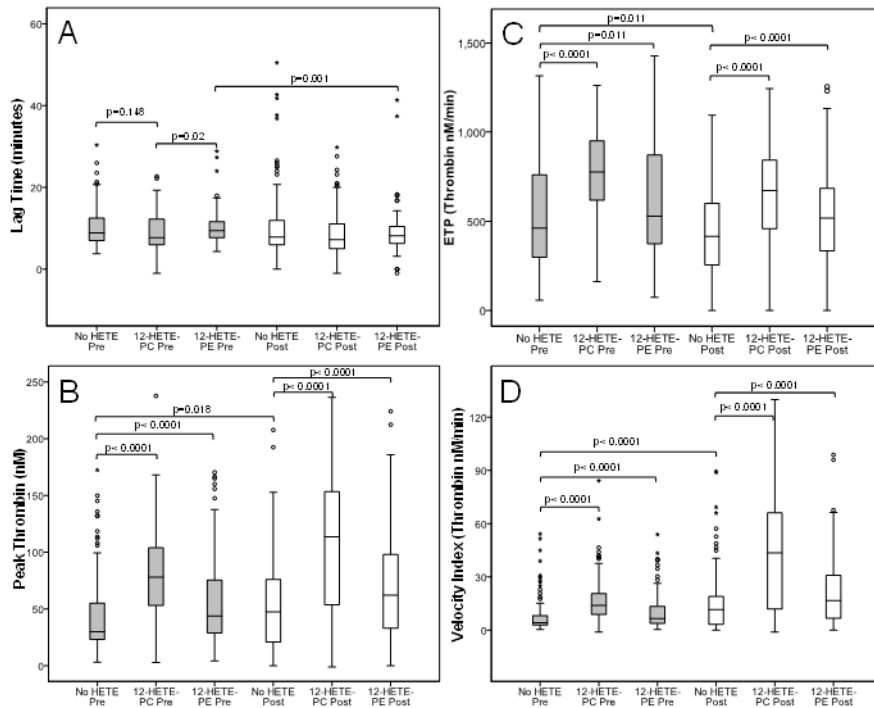 A
Lag Time (minutes)
60
40
20
0
p=0.148
p=0.02
p=0.001
No HETE Pre
12-HETE-PC Pre
12-HETE-PE Pre
No HETE Post
12-HETE-PC Post
12-HETE-PE Post
C
ETP (Thrombin nM/min)
1,500
1,000
500
0
p=0.011
p=0.011
p< 0.0001
p< 0.0001
p< 0.0001
No HETE Pre
12-HETE-PC Pre
12-HETE-PE Pre
No HETE Post
12-HETE-PC Post
12-HETE-PE Post
B
Peak Thrombin (nM)
250
200
150
100
50
0
p< 0.0001
p< 0.0001
p=0.018
p< 0.0001
p< 0.0001
No HETE Pre
12-HETE-PC Pre
12-HETE-PE Pre
No HETE Post
12-HETE-PC Post
12-HETE-PE Post
D
Velocity Index (Thrombin nM/min)
120
90
60
30
0
p< 0.0001
p< 0.0001
p< 0.0001
p< 0.0001
p< 0.0001
No HETE Pre
12-HETE-PC Pre
12-HETE-PE Pre
No HETE Post
12-HETE-PC Post
12-HETE-PE Post